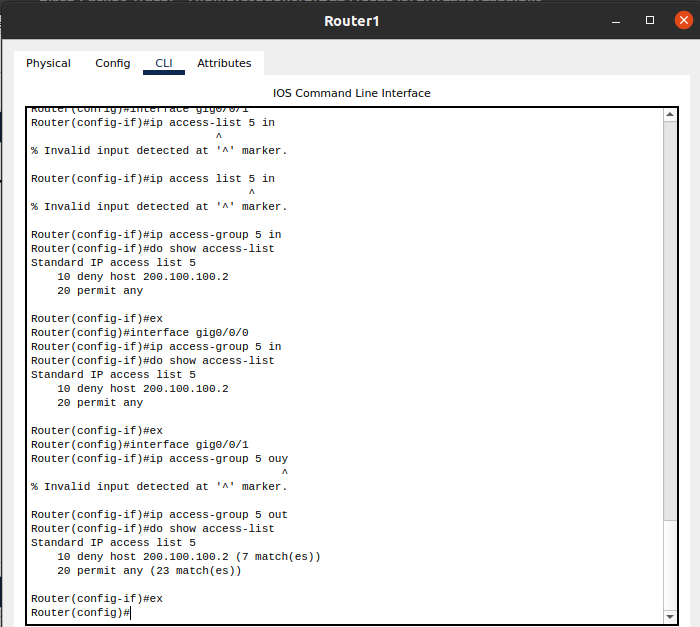 Router1
Physical Config CLI Attributes
IOS Command Line Interface
Router(config)#interface gig0/0/1
Router(config-if)#ip access-list 5 in
^
% Invalid input detected at '^' marker.
Router(config-if)#ip access list 5 in
^
% Invalid input detected at '^' marker.
Router(config-if)#ip access-group 5 in
Router(config-if)#do show access-list
Standard IP access list 5
10 deny host 200.100.100.2
20 permit any
Router(config-if)#ex
Router(config)#interface gig0/0/0
Router(config-if)#ip access-group 5 in
Router(config-if)#do show access-list
Standard IP access list 5
10 deny host 200.100.100.2
20 permit any
Router(config-if)#ex
Router(config)#interface gig0/0/1
Router(config-if)#ip access-group 5 ouy
^
% Invalid input detected at '^' marker.
Router(config-if)#ip access-group 5 out
Router(config-if)#do show access-list
Standard IP access list 5
10 deny host 200.100.100.2 (7 match(es))
20 permit any (23 match(es))
Router(config-if)#ex
Router(config)#